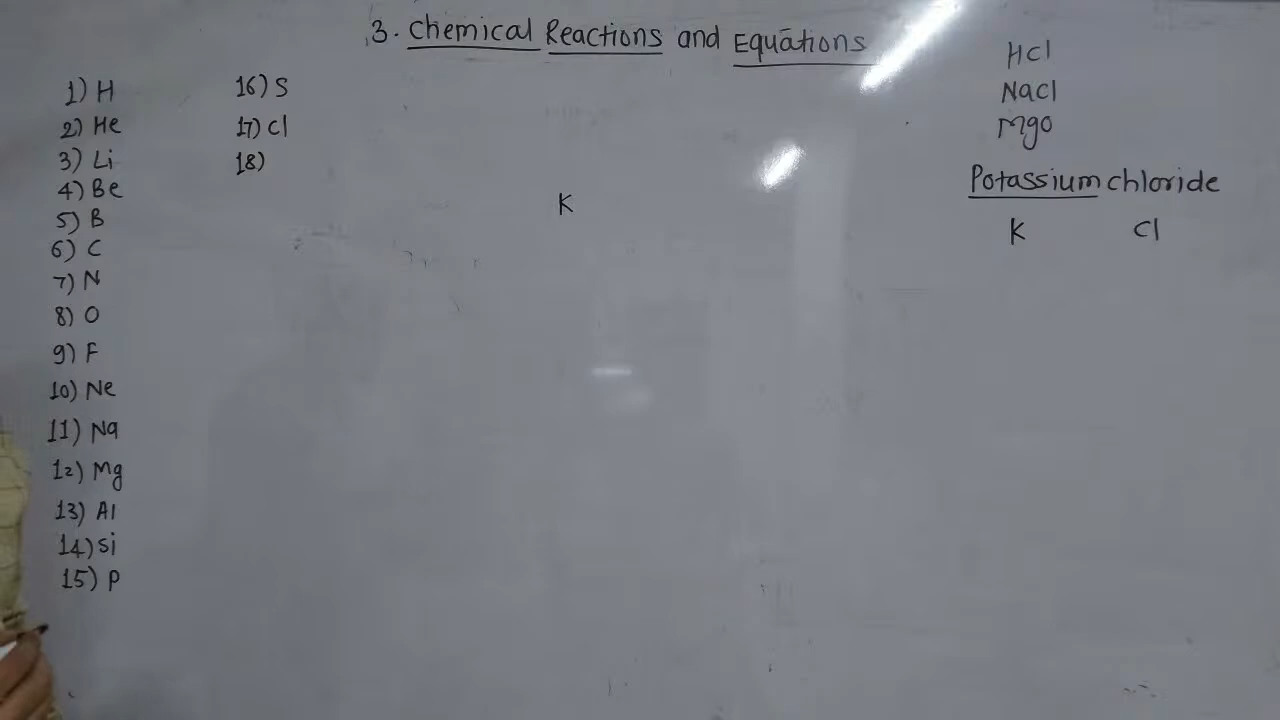 3. Chemical Reactions and Equations
1) H
2) He
3) Li
4) Be
5) B
6) C
7) N
8) O
9) F
10) Ne
11) Na
12) Mg
13) Al
14) Si
15) P
16) S
17) Cl
18)
K
HCl
NaCl
MgO
Potassium chloride
K Cl